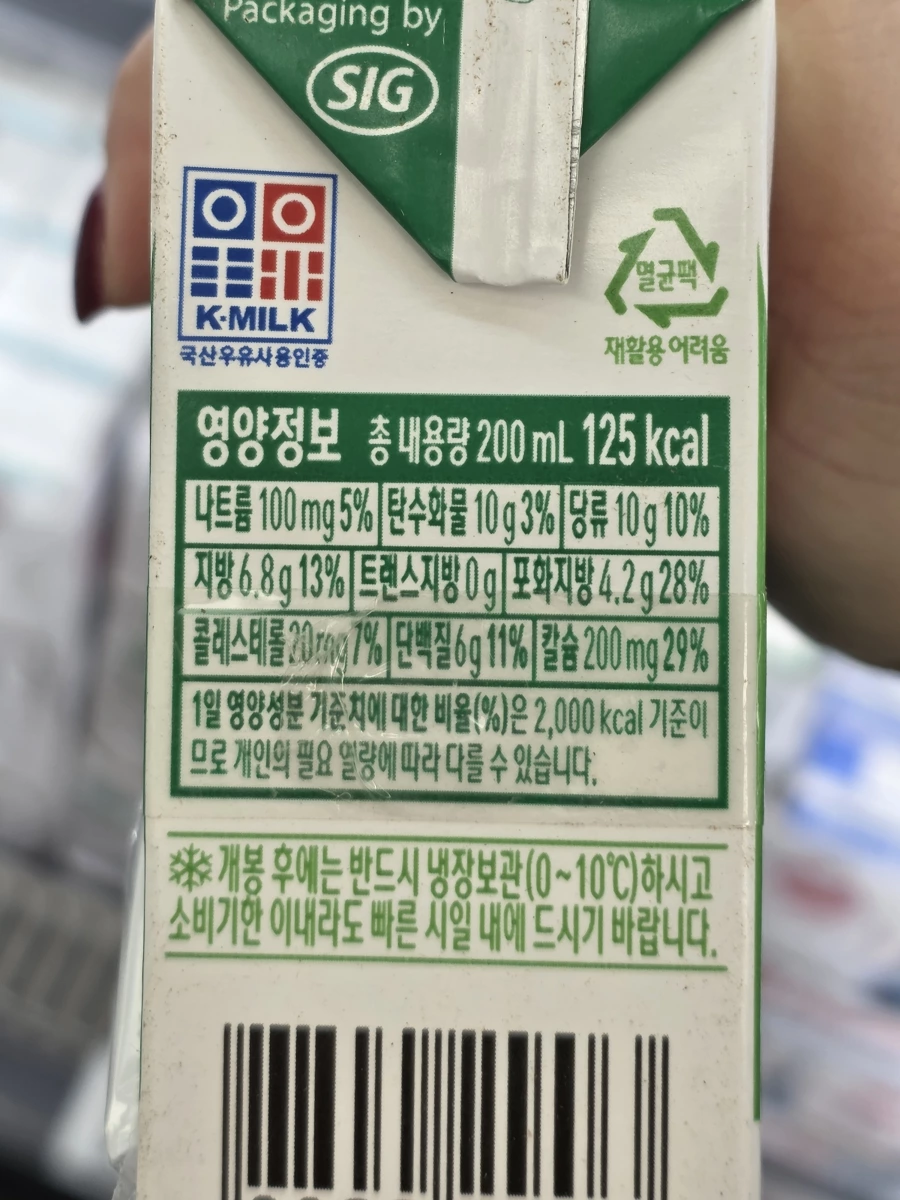 Packaging by
SIG
우유
K·MILK
국산우유사용인증
멸균팩
재활용 어려움
영양정보 총 내용량 200 mL 125 kcal
나트륨 100 mg 5% 탄수화물 10 g 3% 당류 10 g 10%
지방 6.8 g 13% 트랜스지방 0 g 포화지방 4.2 g 28%
콜레스테롤 20 mg 7% 단백질 6 g 11% 칼슘 200 mg 29%
1일 영양성분 기준치에 대한 비율(%)은 2,000 kcal 기준이
므로 개인의 필요 열량에 따라 다를 수 있습니다.
개봉 후에는 반드시 냉장보관(0~10℃)하시고
소비기한 이내라도 빠른 시일 내에 드시기 바랍니다.